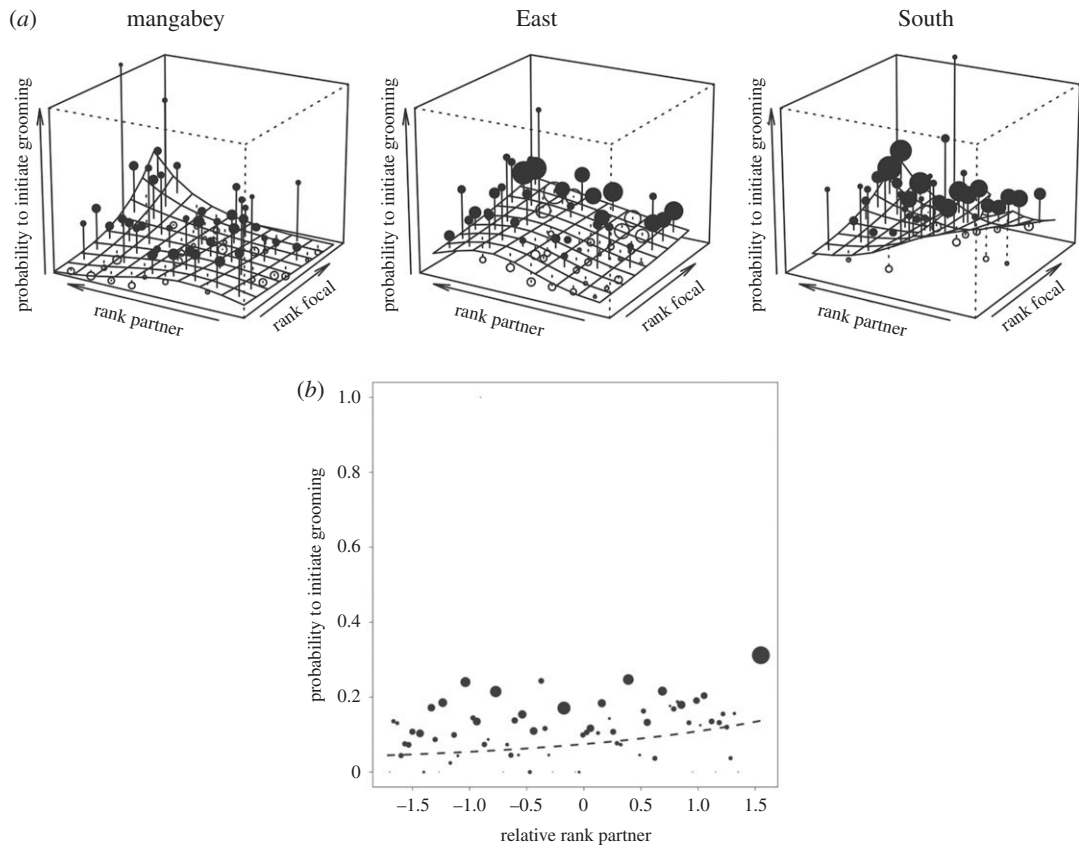 (a) mangabey East South
probability to initiate grooming
rank partner
rank focal
probability to initiate grooming
rank partner
rank focal
probability to initiate grooming
rank partner
rank focal
(b)
probability to initiate grooming
1.0
0.8
0.6
0.4
0.2
0
–1.5 –1.0 –0.5 0 0.5 1.0 1.5
relative rank partner